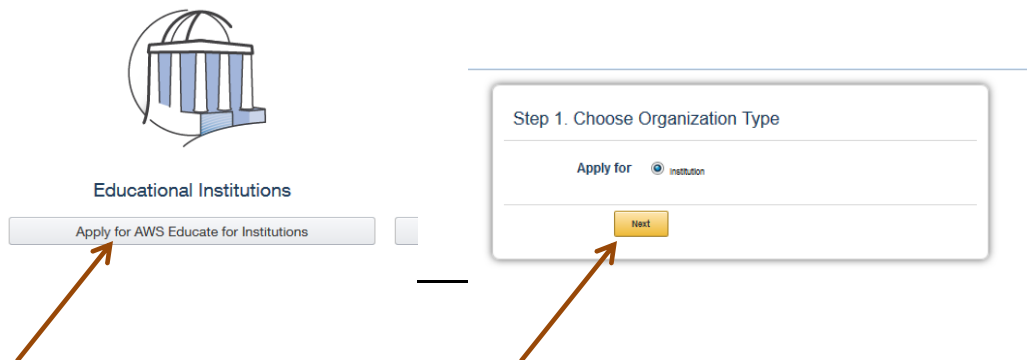 Educational Institutions
Apply for AWS Educate for Institutions
Step 1. Choose Organization Type
Apply for Institution
Next